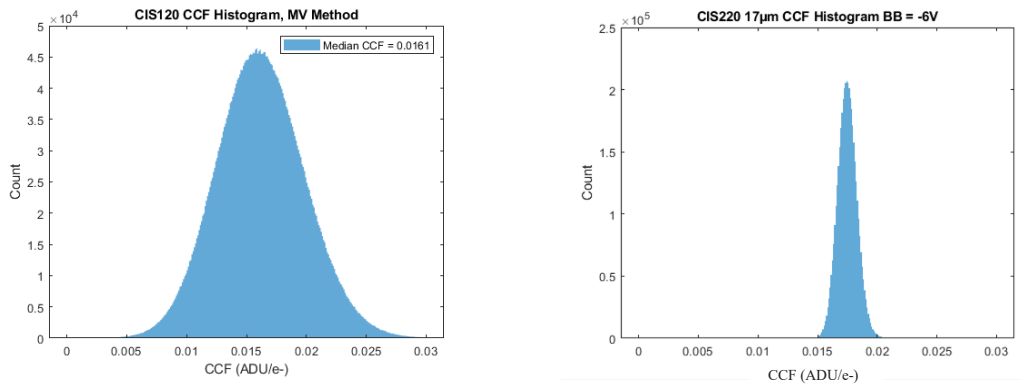 CIS120 CCF Histogram, MV Method
×10⁴
5
4.5
4
3.5
3
2.5
2
1.5
1
0.5
0
Count
Median CCF = 0.0161
0 0.005 0.01 0.015 0.02 0.025 0.03
CCF (ADU/e-)
CIS220 17µm CCF Histogram BB = -6V
×10⁵
2.5
2
1.5
1
0.5
0
Count
0 0.005 0.01 0.015 0.02 0.025 0.03
CCF (ADU/e-)